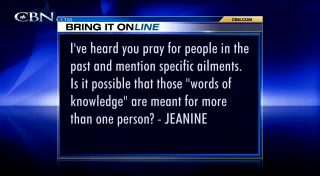 CBN.COM
CBN.COM
BRING IT ONLINE
I've heard you pray for people in the
past and mention specific ailments.
Is it possible that those "words of
knowledge" are meant for more
than one person? - JEANINE